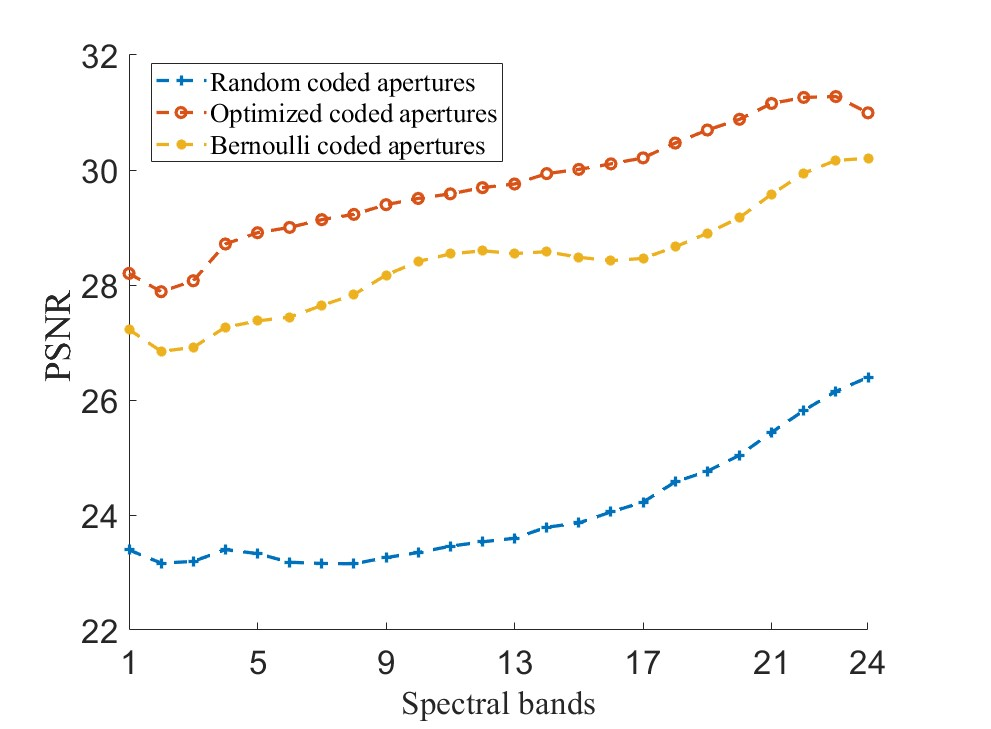 32
30
28
26
24
22
PSNR
Random coded apertures
Optimized coded apertures
Bernoulli coded apertures
1 5 9 13 17 21 24
Spectral bands